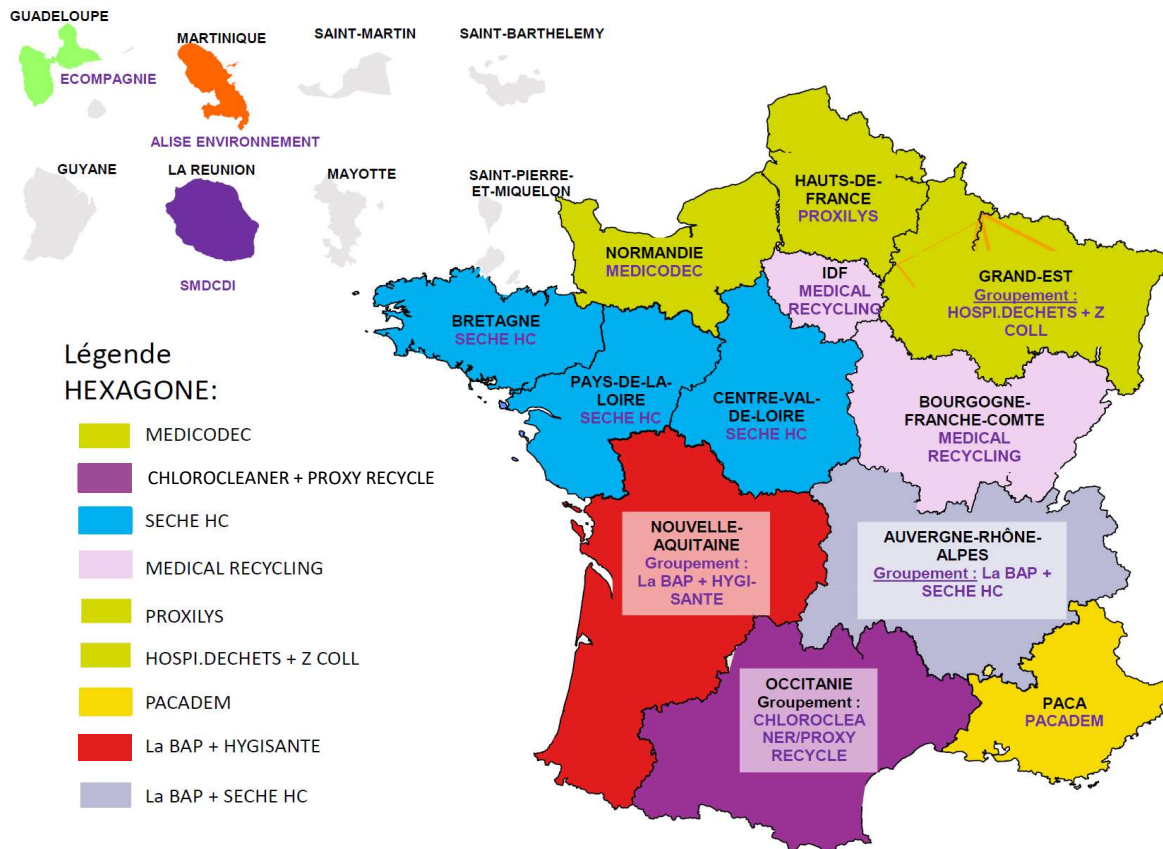 GUADELOUPE
ECOMPAGNIE
MARTINIQUE
ALISE ENVIRONNEMENT
SAINT-MARTIN
SAINT-BARTHELEMY
GUYANE
LA REUNION
SMDCDI
MAYOTTE
SAINT-PIERRE-
ET-MIQUELON
HAUTS-DE-
FRANCE
PROXILYS
NORMANDIE
MEDICODEC
IDF
MEDICAL
RECYCLING
GRAND-EST
Groupement :
HOSPI.DECHETS + Z
COLL
BRETAGNE
SECHE HC
PAYS-DE-LA-
LOIRE
SECHE HC
CENTRE-VAL-
DE-LOIRE
SECHE HC
BOURGOGNE-
FRANCHE-COMTE
MEDICAL
RECYCLING
NOUVELLE-
AQUITAINE
Groupement :
La BAP + HYGI-
SANTE
AUVERGNE-RHÔNE-
ALPES
Groupement : La BAP +
SECHE HC
OCCITANIE
Groupement :
CHLOROCLEA
NER/PROXY
RECYCLE
PACA
PACADEM
Légende
HEXAGONE:
MEDICODEC
CHLOROCLEANER + PROXY RECYCLE
SECHE HC
MEDICAL RECYCLING
PROXILYS
HOSPI.DECHETS + Z COLL
PACADEM
La BAP + HYGISANTE
La BAP + SECHE HC